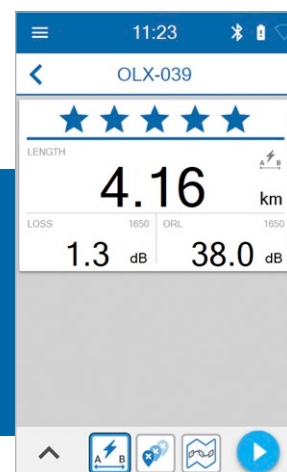 11:23
OLX-039
LENGTH
A B
4.16 km
LOSS 1650 ORL 1650
1.3 dB 38.0 dB
A B